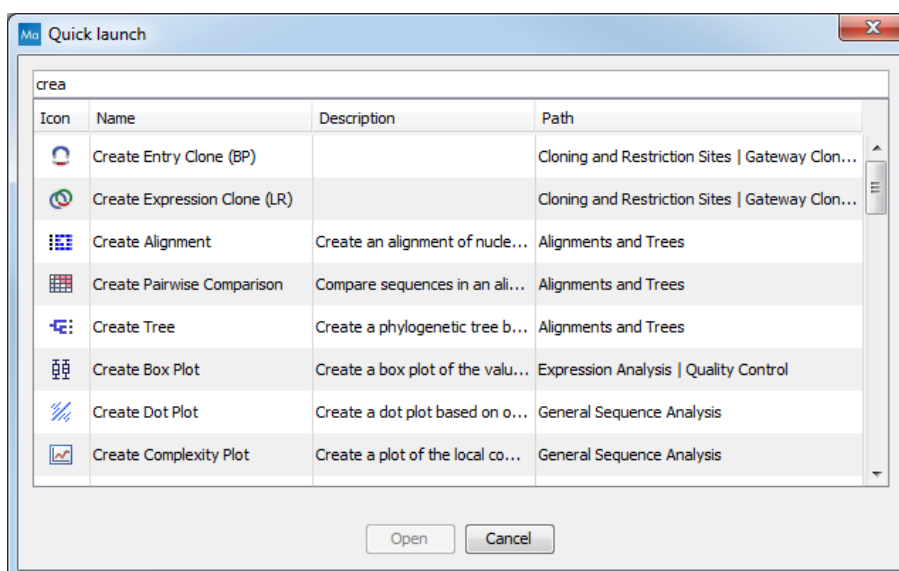 Ma Quick launch
crea
Icon Name Description Path
Create Entry Clone (BP) Cloning and Restriction Sites | Gateway Clon...
Create Expression Clone (LR) Cloning and Restriction Sites | Gateway Clon...
Create Alignment Create an alignment of nucle... Alignments and Trees
Create Pairwise Comparison Compare sequences in an ali... Alignments and Trees
Create Tree Create a phylogenetic tree b... Alignments and Trees
Create Box Plot Create a box plot of the valu... Expression Analysis | Quality Control
Create Dot Plot Create a dot plot based on o... General Sequence Analysis
Create Complexity Plot Create a plot of the local co... General Sequence Analysis
Open Cancel